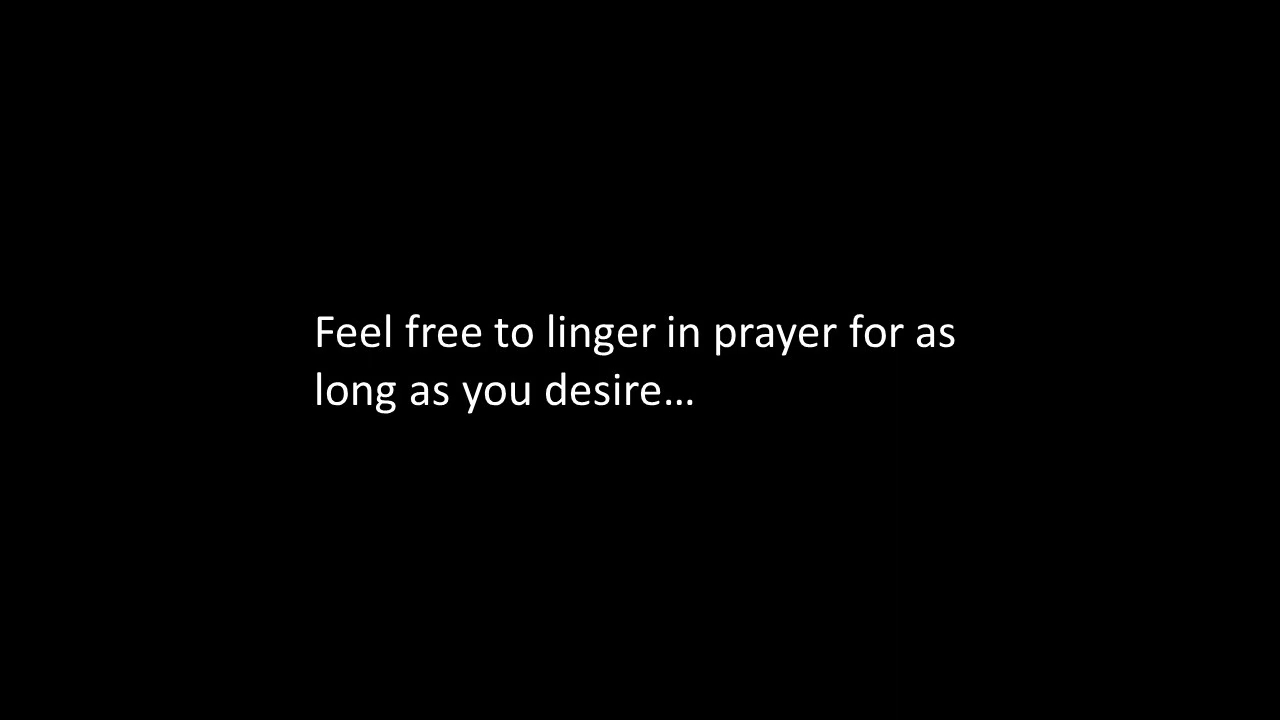 Feel free to linger in prayer for as
long as you desire…